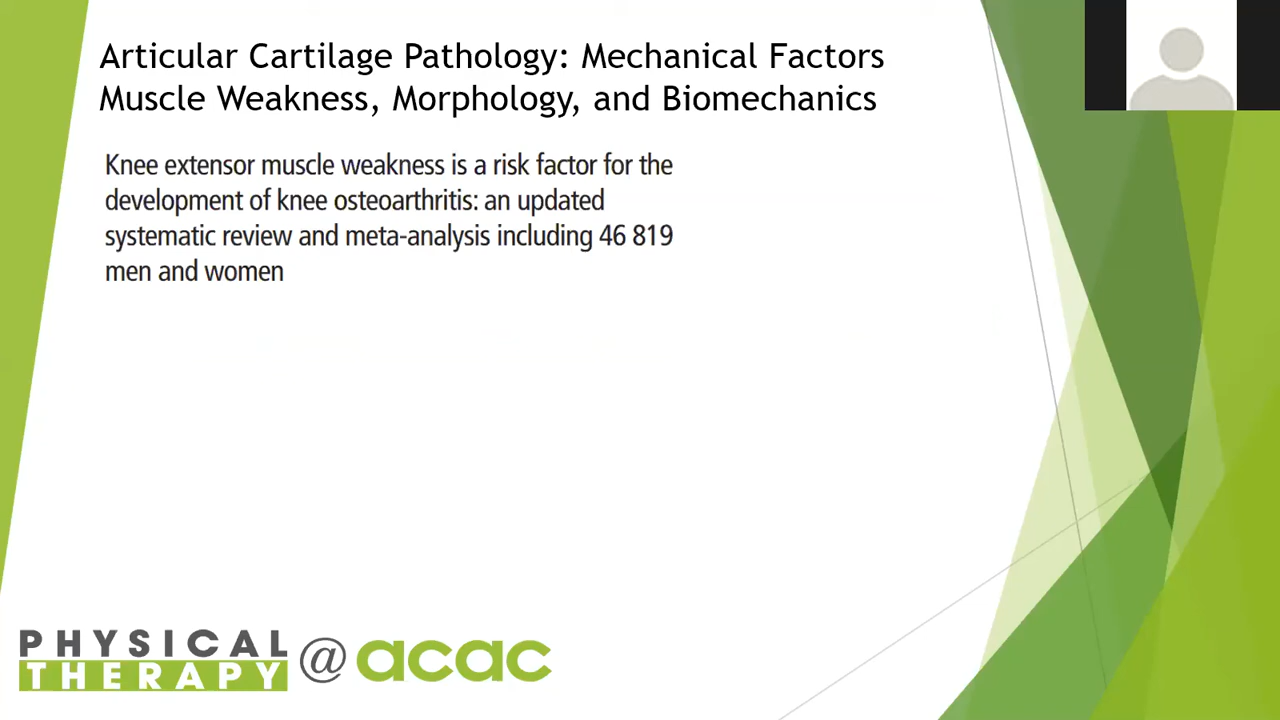 Articular Cartilage Pathology: Mechanical Factors
Muscle Weakness, Morphology, and Biomechanics
Knee extensor muscle weakness is a risk factor for the
development of knee osteoarthritis: an updated
systematic review and meta-analysis including 46 819
men and women
PHYSICAL
THERAPY @ acac